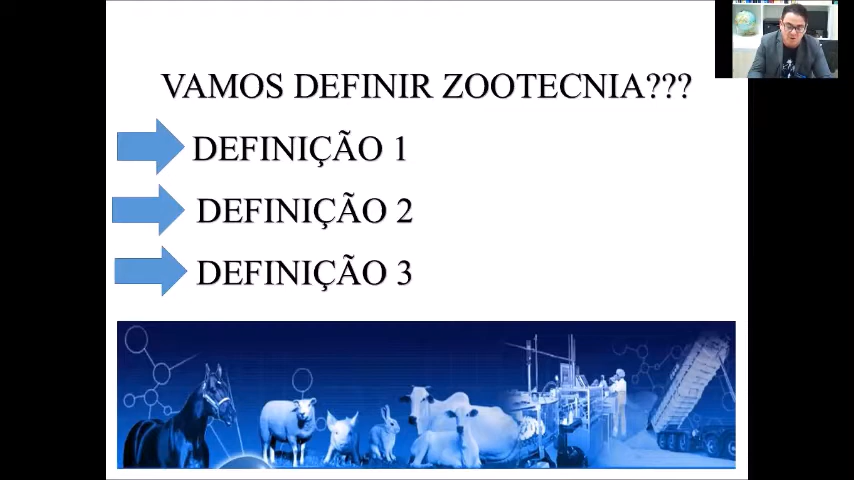 VAMOS DEFINIR ZOOTECNIA???
DEFINIÇÃO 1
DEFINIÇÃO 2
DEFINIÇÃO 3